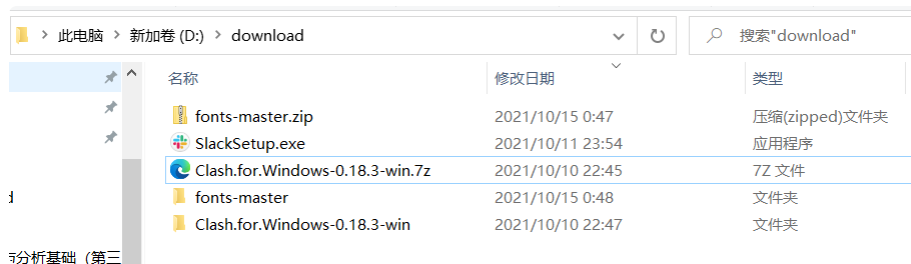 此电脑 > 新加卷 (D:) > download
搜索"download"
名称 修改日期 类型
fonts-master.zip 2021/10/15 0:47 压缩(zipped)文件夹
SlackSetup.exe 2021/10/11 23:54 应用程序
Clash.for.Windows-0.18.3-win.7z 2021/10/10 22:45 7Z 文件
fonts-master 2021/10/15 0:48 文件夹
Clash.for.Windows-0.18.3-win 2021/10/10 22:47 文件夹
分析基础（第三